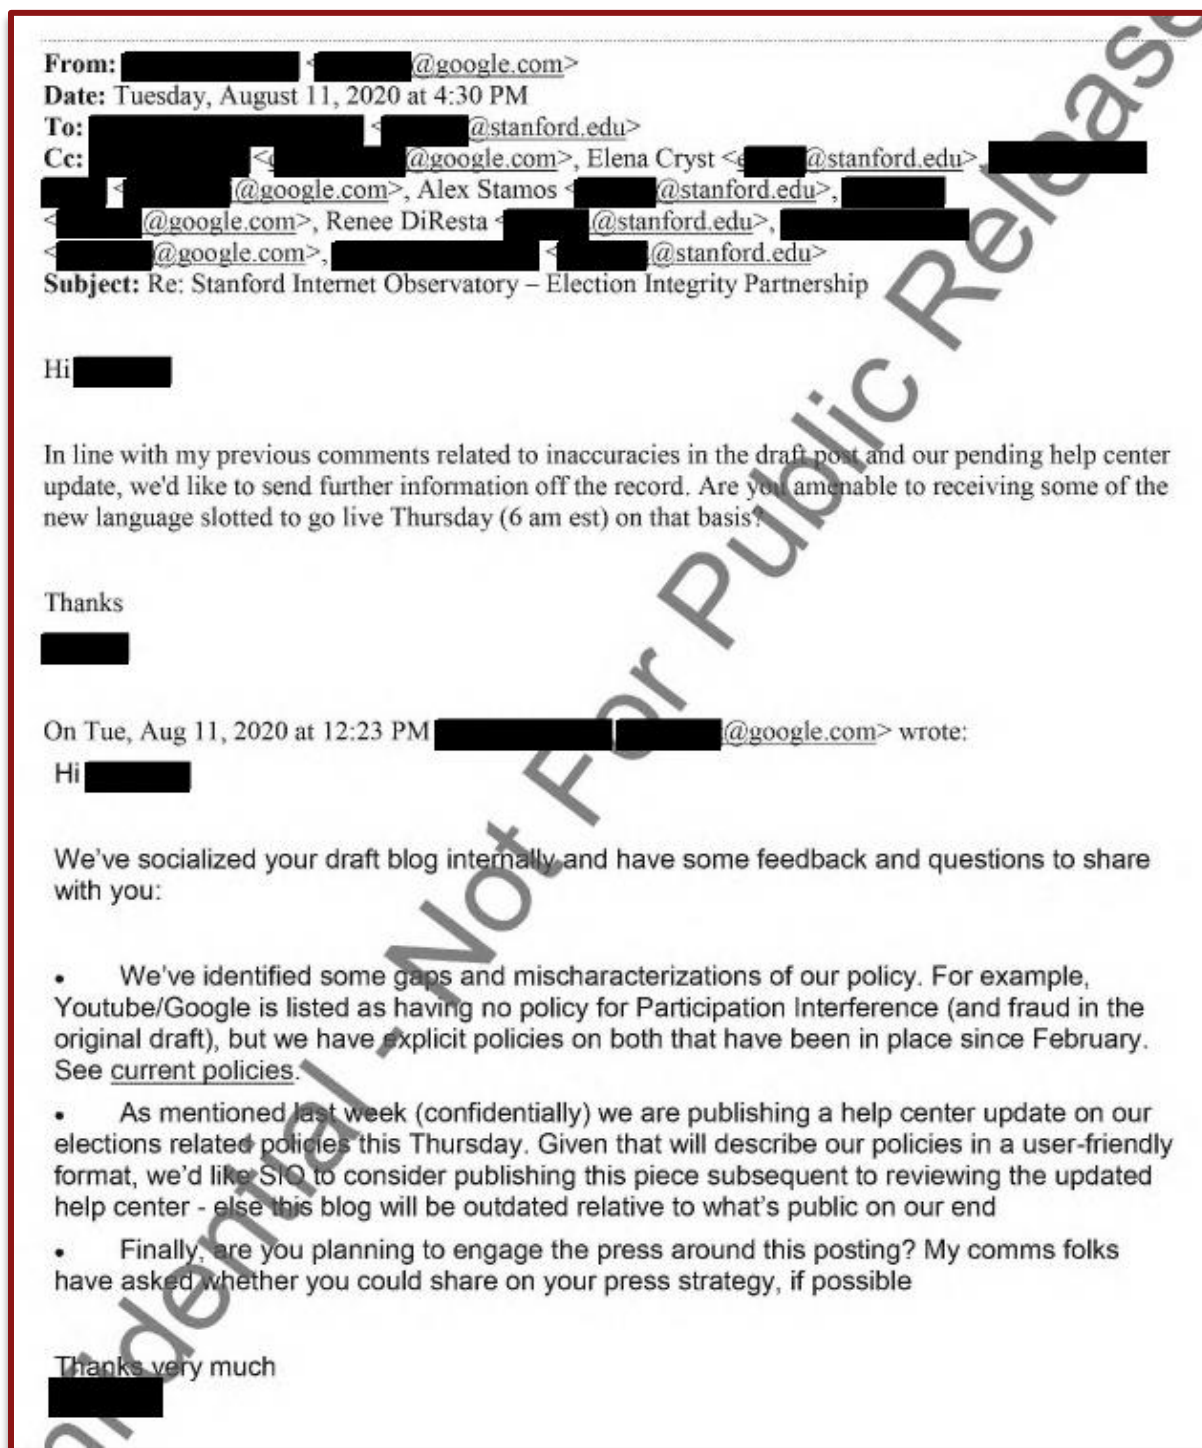 From: < @google.com>
Date: Tuesday, August 11, 2020 at 4:30 PM
To: < @stanford.edu>
Cc: < @google.com>, Elena Cryst <e @stanford.edu>,
< @google.com>, Alex Stamos < @stanford.edu>,
< @google.com>, Renee DiResta < @stanford.edu>,
< @google.com>, < @stanford.edu>
Subject: Re: Stanford Internet Observatory – Election Integrity Partnership
Hi
In line with my previous comments related to inaccuracies in the draft post and our pending help center
update, we'd like to send further information off the record. Are you amenable to receiving some of the
new language slotted to go live Thursday (6 am est) on that basis?
Thanks
On Tue, Aug 11, 2020 at 12:23 PM @google.com> wrote:
Hi
We've socialized your draft blog internally and have some feedback and questions to share
with you:
• We've identified some gaps and mischaracterizations of our policy. For example,
Youtube/Google is listed as having no policy for Participation Interference (and fraud in the
original draft), but we have explicit policies on both that have been in place since February.
See current policies.
• As mentioned last week (confidentially) we are publishing a help center update on our
elections related policies this Thursday. Given that will describe our policies in a user-friendly
format, we'd like SIO to consider publishing this piece subsequent to reviewing the updated
help center - else this blog will be outdated relative to what's public on our end
• Finally, are you planning to engage the press around this posting? My comms folks
have asked whether you could share on your press strategy, if possible
Thanks very much
nfidential - Not For Public Release